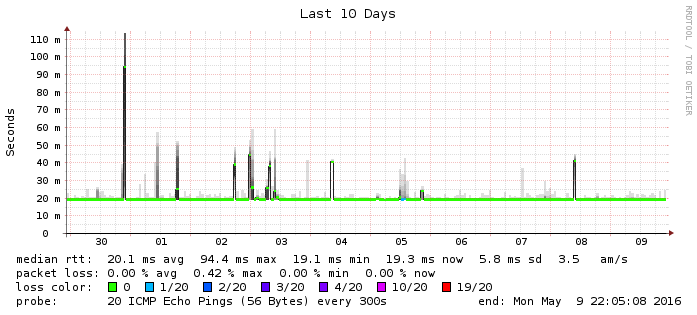 Last 10 Days
RRDTOOL / TOBI OETIKER
Seconds
110 m
100 m
90 m
80 m
70 m
60 m
50 m
40 m
30 m
20 m
10 m
0
30 01 02 03 04 05 06 07 08 09
median rtt: 20.1 ms avg 94.4 ms max 19.1 ms min 19.3 ms now 5.8 ms sd 3.5 am/s
packet loss: 0.00 % avg 0.42 % max 0.00 % min 0.00 % now
loss color: 0 1/20 2/20 3/20 4/20 10/20 19/20
probe: 20 ICMP Echo Pings (56 Bytes) every 300s end: Mon May 9 22:05:08 2016